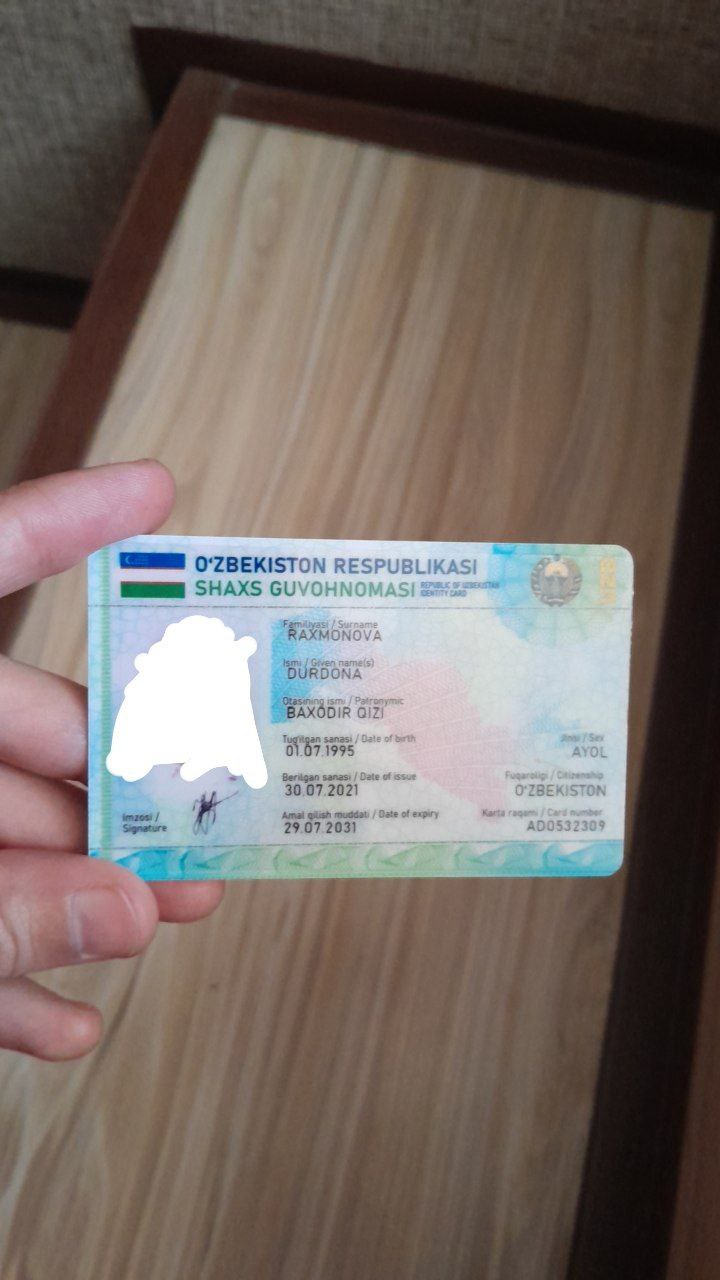 O‘ZBEKISTON RESPUBLIKASI
SHAXS GUVOHNOMASI REPUBLIC OF UZBEKISTAN
IDENTITY CARD
UZB
Familiyasi / Surname
RAXMONOVA
Ismi / Given name(s)
DURDONA
Otasining ismi / Patronymic
BAXODIR QIZI
Tug‘ilgan sanasi / Date of birth
01.07.1995
Jinsi / Sex
AYOL
Berilgan sanasi / Date of issue
30.07.2021
Fuqaroligi / Citizenship
O‘ZBEKISTON
Imzosi /
Signature
Amal qilish muddati / Date of expiry
29.07.2031
Karta raqami / Card number
AD0532309